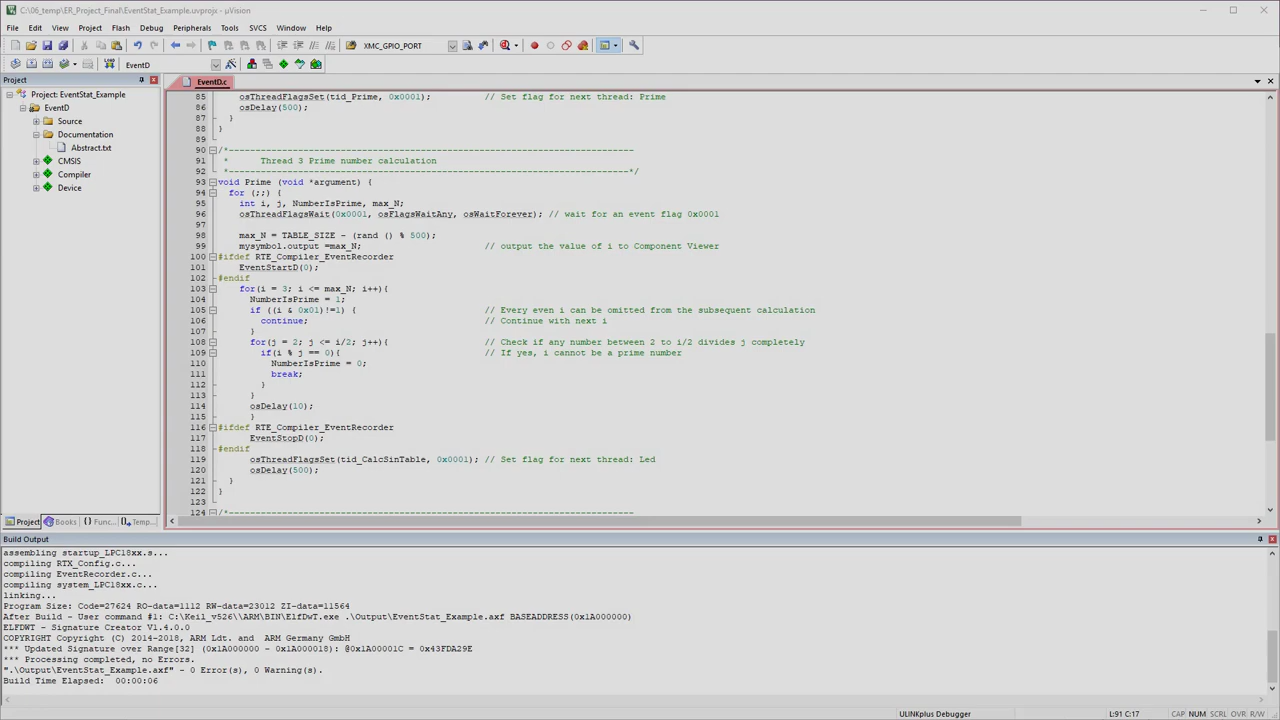 C:\06_temp\ER_Project_Final\EventStat_Example.uvprojx - µVision
File Edit View Project Flash Debug Peripherals Tools SVCS Window Help
XMC_GPIO_PORT
LOAD EventD
Project
EventD.c
Project: EventStat_Example
EventD
Source
Documentation
Abstract.txt
CMSIS
Compiler
Device
85 osThreadFlagsSet(tid_Prime, 0x0001); // Set flag for next thread: Prime
86 osDelay(500);
87 }
88 }
89
90 /*----------------------------------------------------------------------------
91 *      Thread 3 Prime number calculation
92 *---------------------------------------------------------------------------*/
93 void Prime (void *argument) {
94 for (;;) {
95 int i, j, NumberIsPrime, max_N;
96 osThreadFlagsWait(0x0001, osFlagsWaitAny, osWaitForever); // wait for an event flag 0x0001
97
98 max_N = TABLE_SIZE - (rand () % 500);
99 mysymbol.output =max_N; // output the value of i to Component Viewer
100 #ifdef RTE_Compiler_EventRecorder
101 EventStartD(0);
102 #endif
103 for(i = 3; i <= max_N; i++){
104 NumberIsPrime = 1;
105 if ((i & 0x01)!=1) { // Every even i can be omitted from the subsequent calculation
106 continue; // Continue with next i
107 }
108 for(j = 2; j <= i/2; j++){ // Check if any number between 2 to i/2 divides j completely
109 if(i % j == 0){ // If yes, i cannot be a prime number
110 NumberIsPrime = 0;
111 break;
112 }
113 }
114 osDelay(10);
115 }
116 #ifdef RTE_Compiler_EventRecorder
117 EventStopD(0);
118 #endif
119 osThreadFlagsSet(tid_CalcSinTable, 0x0001); // Set flag for next thread: Led
120 osDelay(500);
121 }
122 }
123
124 /*----------------------------------------------------------------------------
Project Books {} Func... Temp...
Build Output
assembling startup_LPC18xx.s...
compiling RTX_Config.c...
compiling EventRecorder.c...
compiling system_LPC18xx.c...
linking...
Program Size: Code=27624 RO-data=1112 RW-data=23012 ZI-data=11564
After Build - User command #1: C:\Keil_v526\\ARM\BIN\ElfDwT.exe .\Output\EventStat_Example.axf BASEADDRESS(0x1A000000)
ELFDWT - Signature Creator V1.4.0.0
COPYRIGHT Copyright (C) 2014-2018, ARM Ldt. and  ARM Germany GmbH
*** Updated Signature over Range[32] (0x1A000000 - 0x1A000018): @0x1A00001C = 0x43FDA29E
*** Processing completed, no Errors.
".\Output\EventStat_Example.axf" - 0 Error(s), 0 Warning(s).
Build Time Elapsed:  00:00:06
ULINKplus Debugger L:91 C:17 CAP NUM SCRL OVR R/W